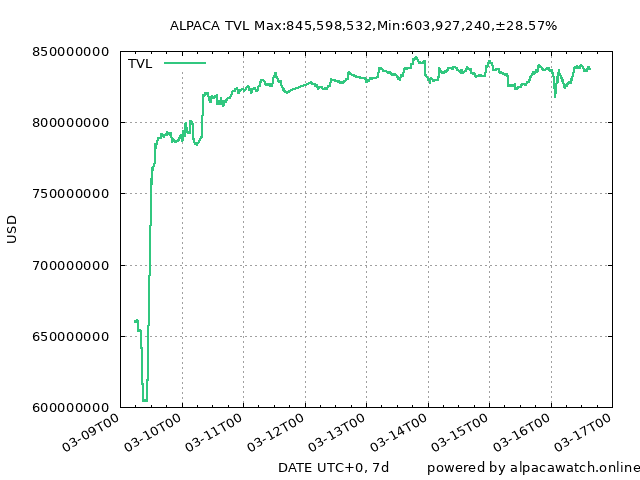 ALPACA TVL Max:845,598,532,Min:603,927,240,±28.57%
TVL
850000000
800000000
750000000
700000000
650000000
600000000
USD
03-09T00
03-10T00
03-11T00
03-12T00
03-13T00
03-14T00
03-15T00
03-16T00
03-17T00
DATE UTC+0, 7d
powered by alpacawatch.online